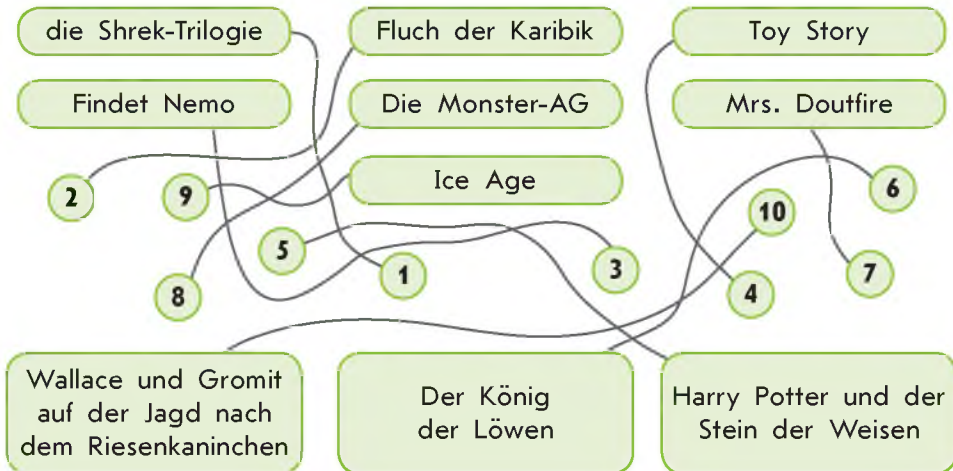 die Shrek-Trilogie
Fluch der Karibik
Toy Story
Findet Nemo
Die Monster-AG
Mrs. Doutfire
Ice Age
2
9
6
10
5
8
1
3
4
7
Wallace und Gromit
auf der Jagd nach
dem Riesenkaninchen
Der König
der Löwen
Harry Potter und der
Stein der Weisen